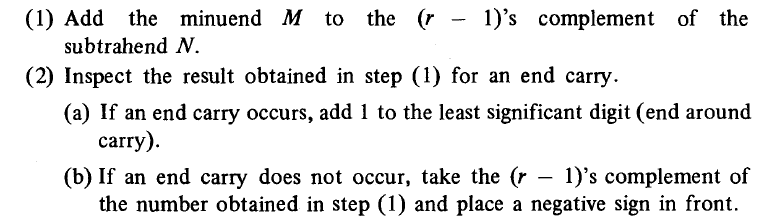 (1) Add the minuend M to the (r − 1)'s complement of the
subtrahend N.
(2) Inspect the result obtained in step (1) for an end carry.
(a) If an end carry occurs, add 1 to the least significant digit (end around
carry).
(b) If an end carry does not occur, take the (r − 1)'s complement of
the number obtained in step (1) and place a negative sign in front.